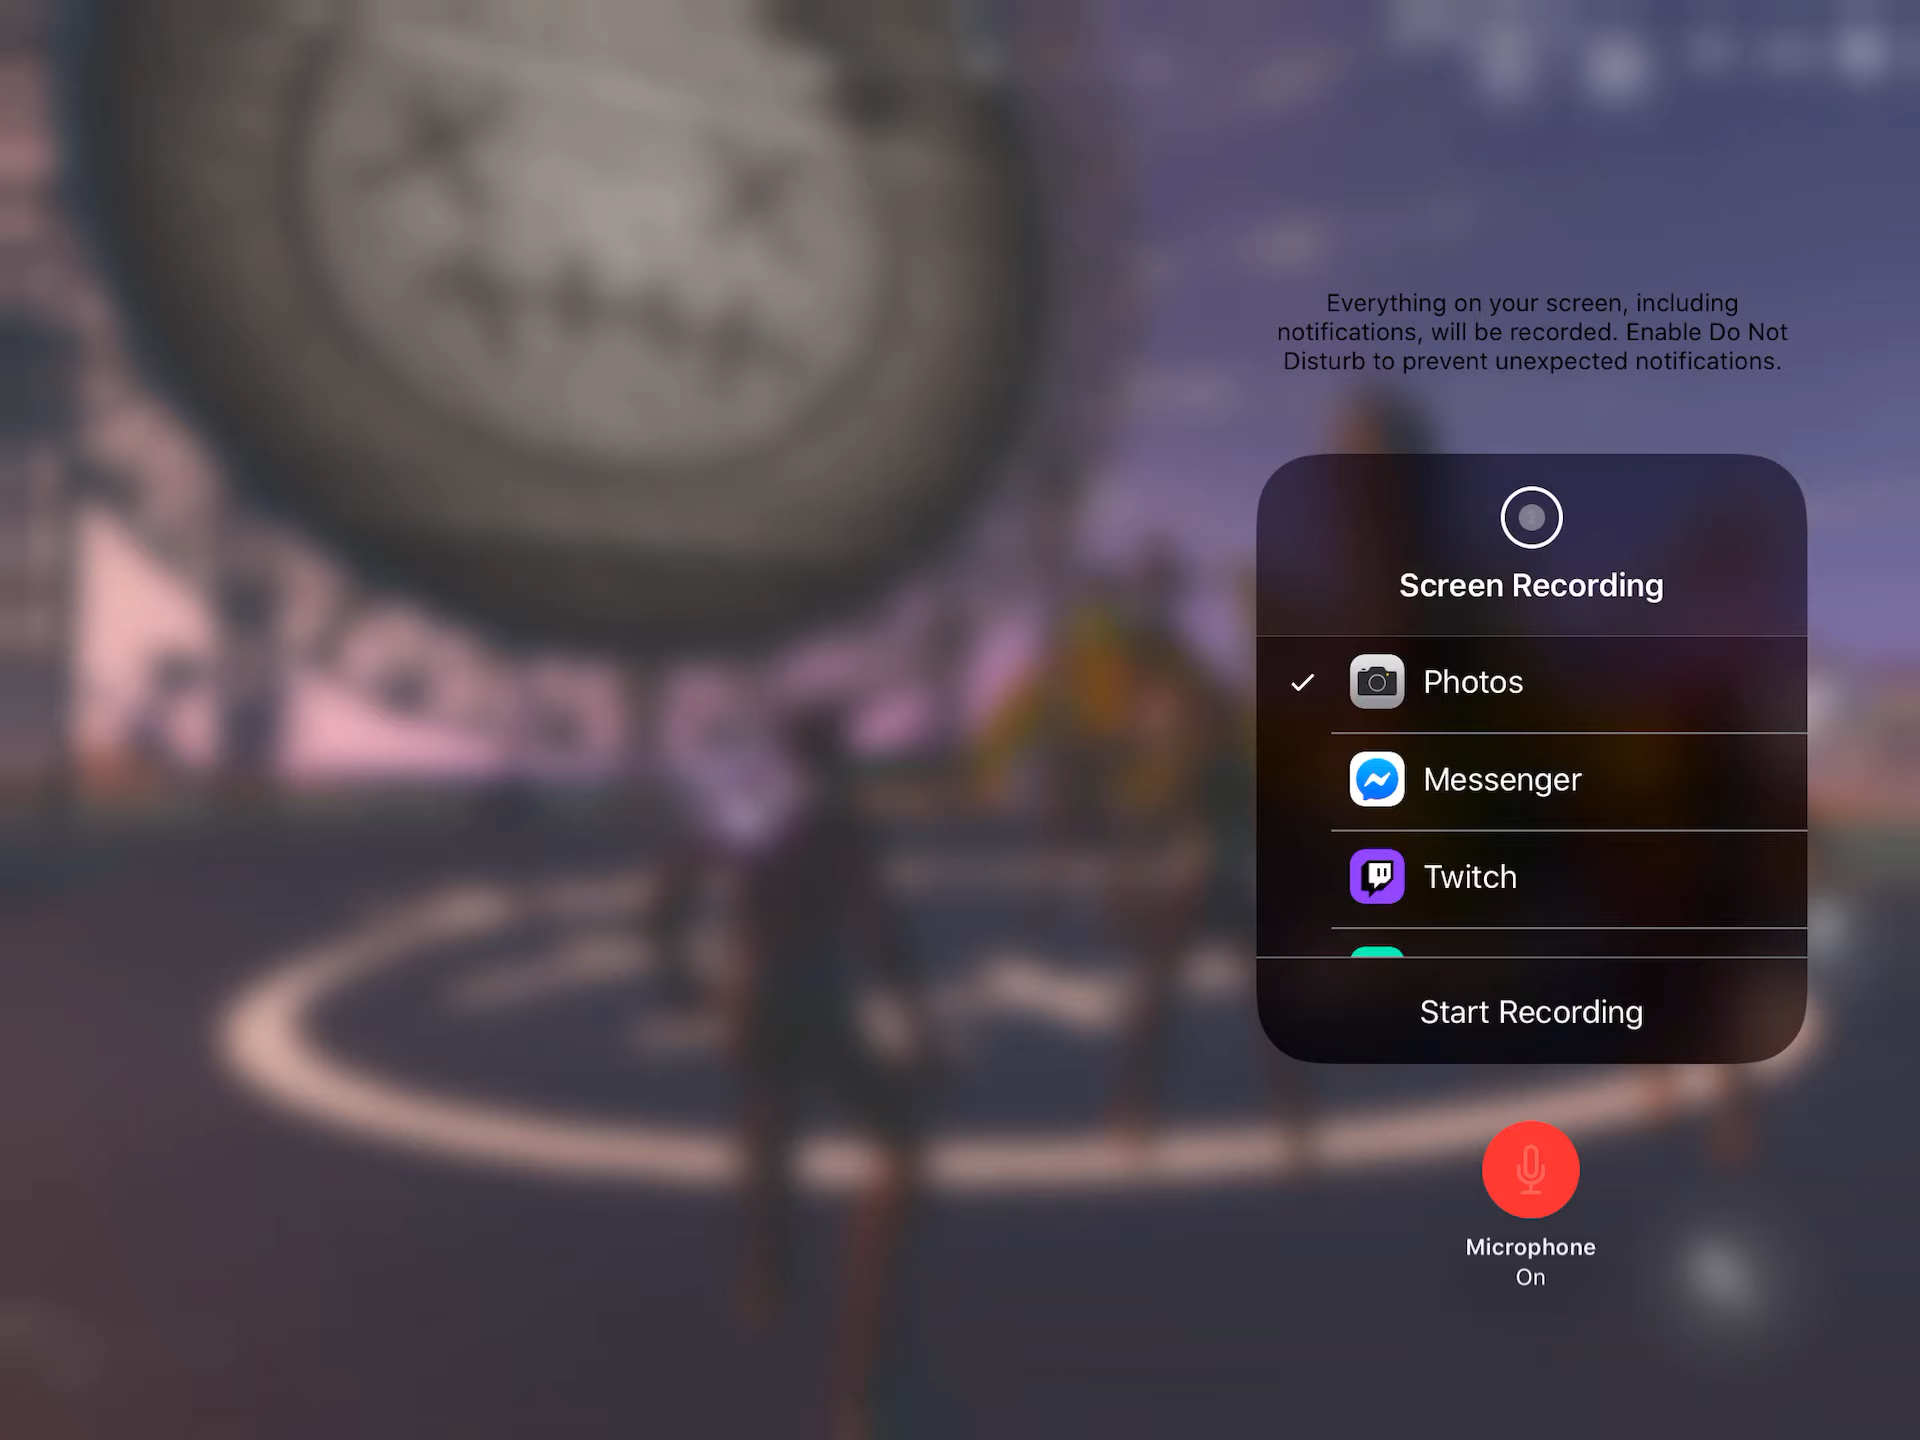 Everything on your screen, including
notifications, will be recorded. Enable Do Not
Disturb to prevent unexpected notifications.
Screen Recording
Photos
Messenger
Twitch
Start Recording
Microphone
On